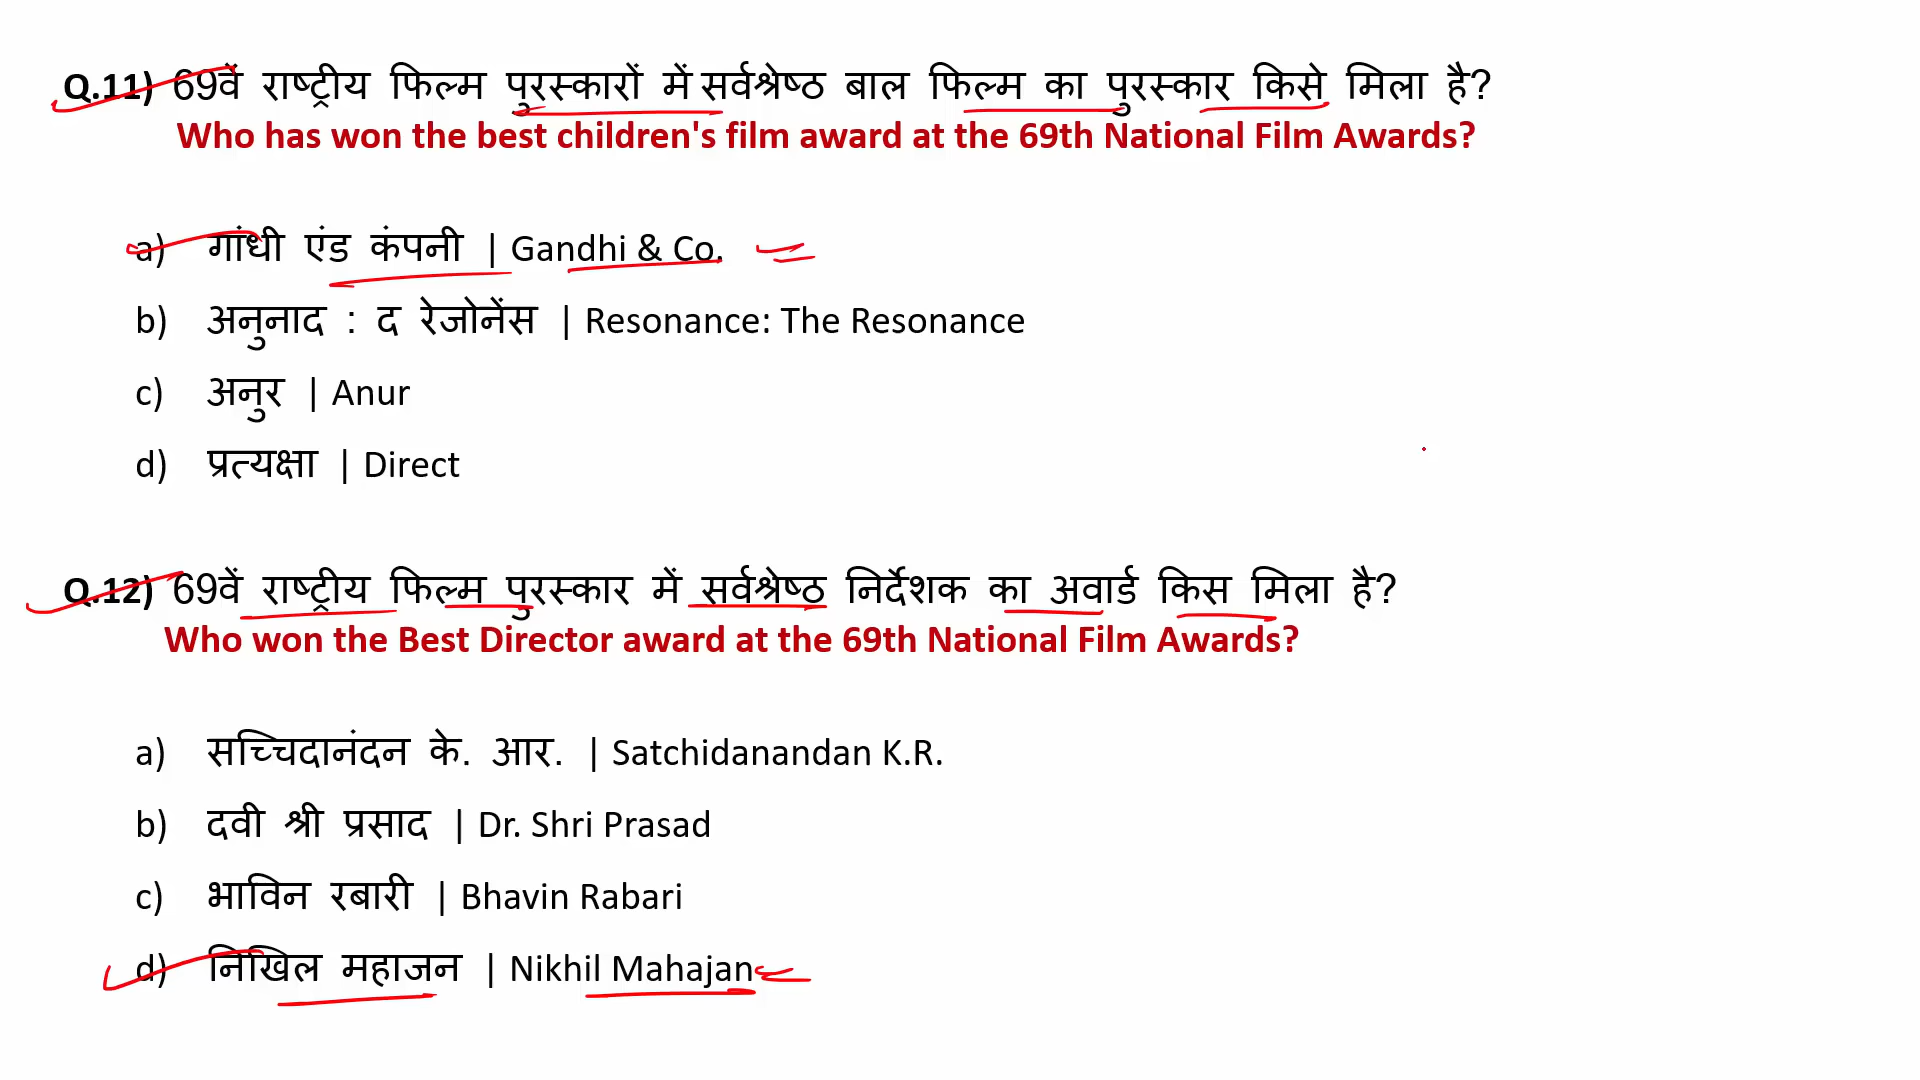 Q.11) 69वें राष्ट्रीय फिल्म पुरस्कारों में सर्वश्रेष्ठ बाल फिल्म का पुरस्कार किसे मिला है?
Who has won the best children's film award at the 69th National Film Awards?
a) गांधी एंड कंपनी | Gandhi & Co.
b) अनुनाद : द रेजोनेंस | Resonance: The Resonance
c) अनुर | Anur
d) प्रत्यक्षा | Direct
Q.12) 69वें राष्ट्रीय फिल्म पुरस्कार में सर्वश्रेष्ठ निर्देशक का अवार्ड किस मिला है?
Who won the Best Director award at the 69th National Film Awards?
a) सच्चिदानंदन के. आर. | Satchidanandan K.R.
b) दवी श्री प्रसाद | Dr. Shri Prasad
c) भाविन रबारी | Bhavin Rabari
d) निखिल महाजन | Nikhil Mahajan